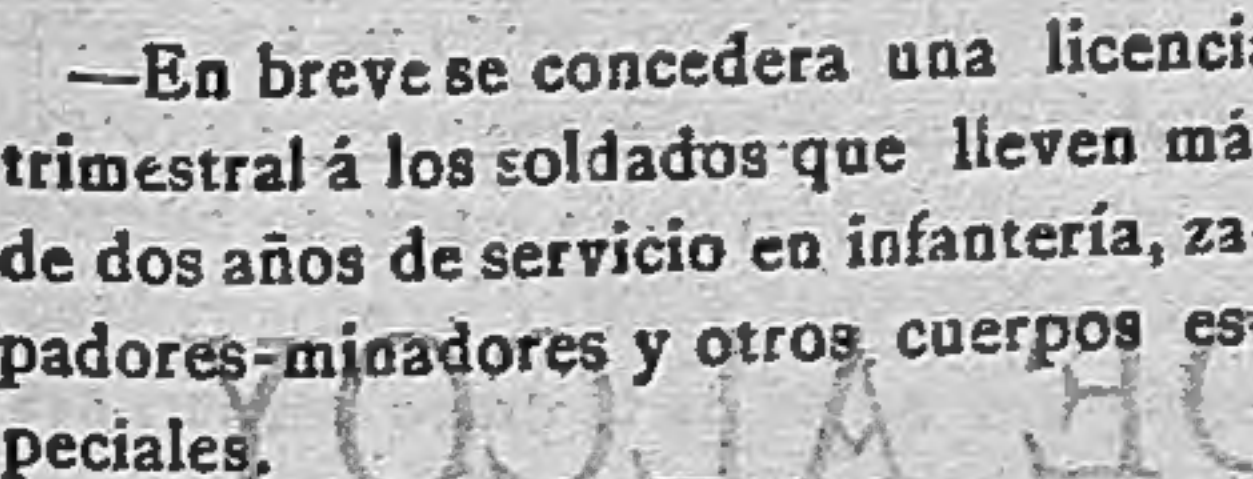 —En breve se concedera una licencia
trimestral á los soldados que lleven má
de dos años de servicio en infantería, za-
padores-minadores y otros cuerpos es-
peciales.